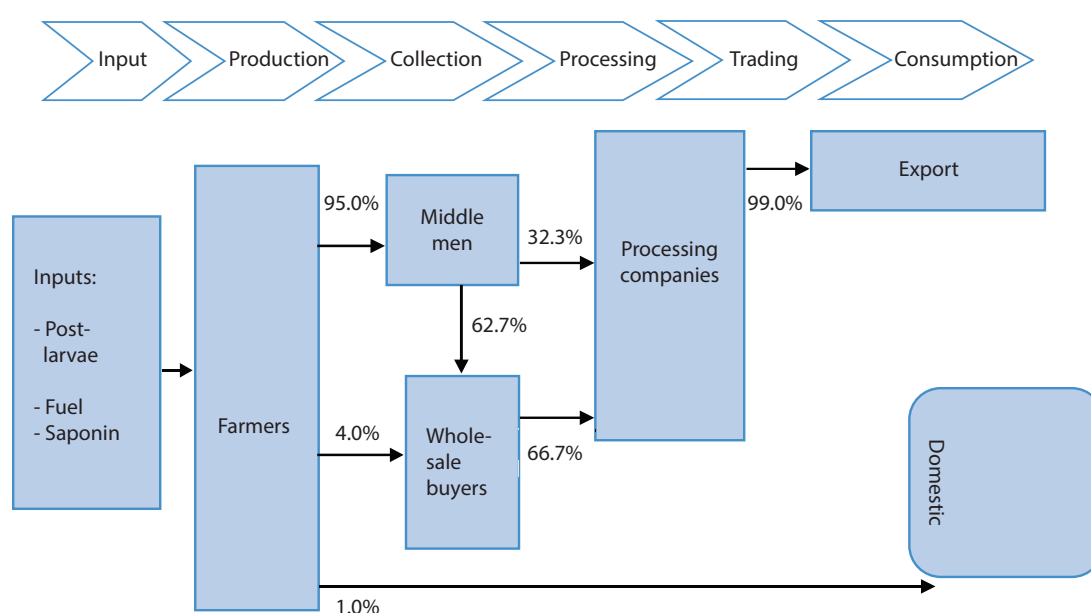 Input
Production
Collection
Processing
Trading
Consumption
Inputs:
- Post-
larvae
- Fuel
- Saponin
Farmers
95.0%
4.0%
1.0%
Middle
men
32.3%
62.7%
Whole-
sale
buyers
66.7%
Processing
companies
99.0%
Export
Domestic